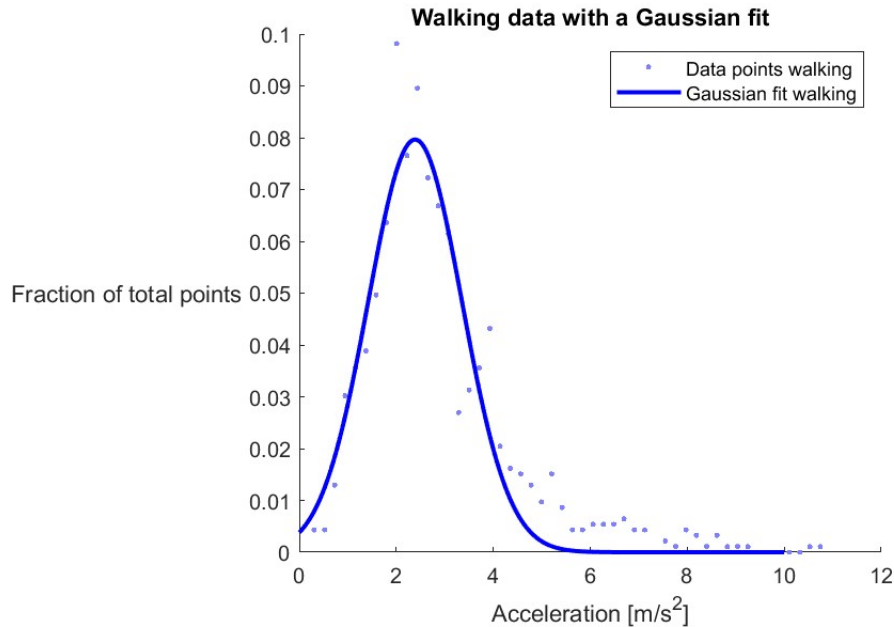 Walking data with a Gaussian fit
Data points walking
Gaussian fit walking
0.1
0.09
0.08
0.07
0.06
Fraction of total points 0.05
0.04
0.03
0.02
0.01
0
0 2 4 6 8 10 12
Acceleration [m/s²]